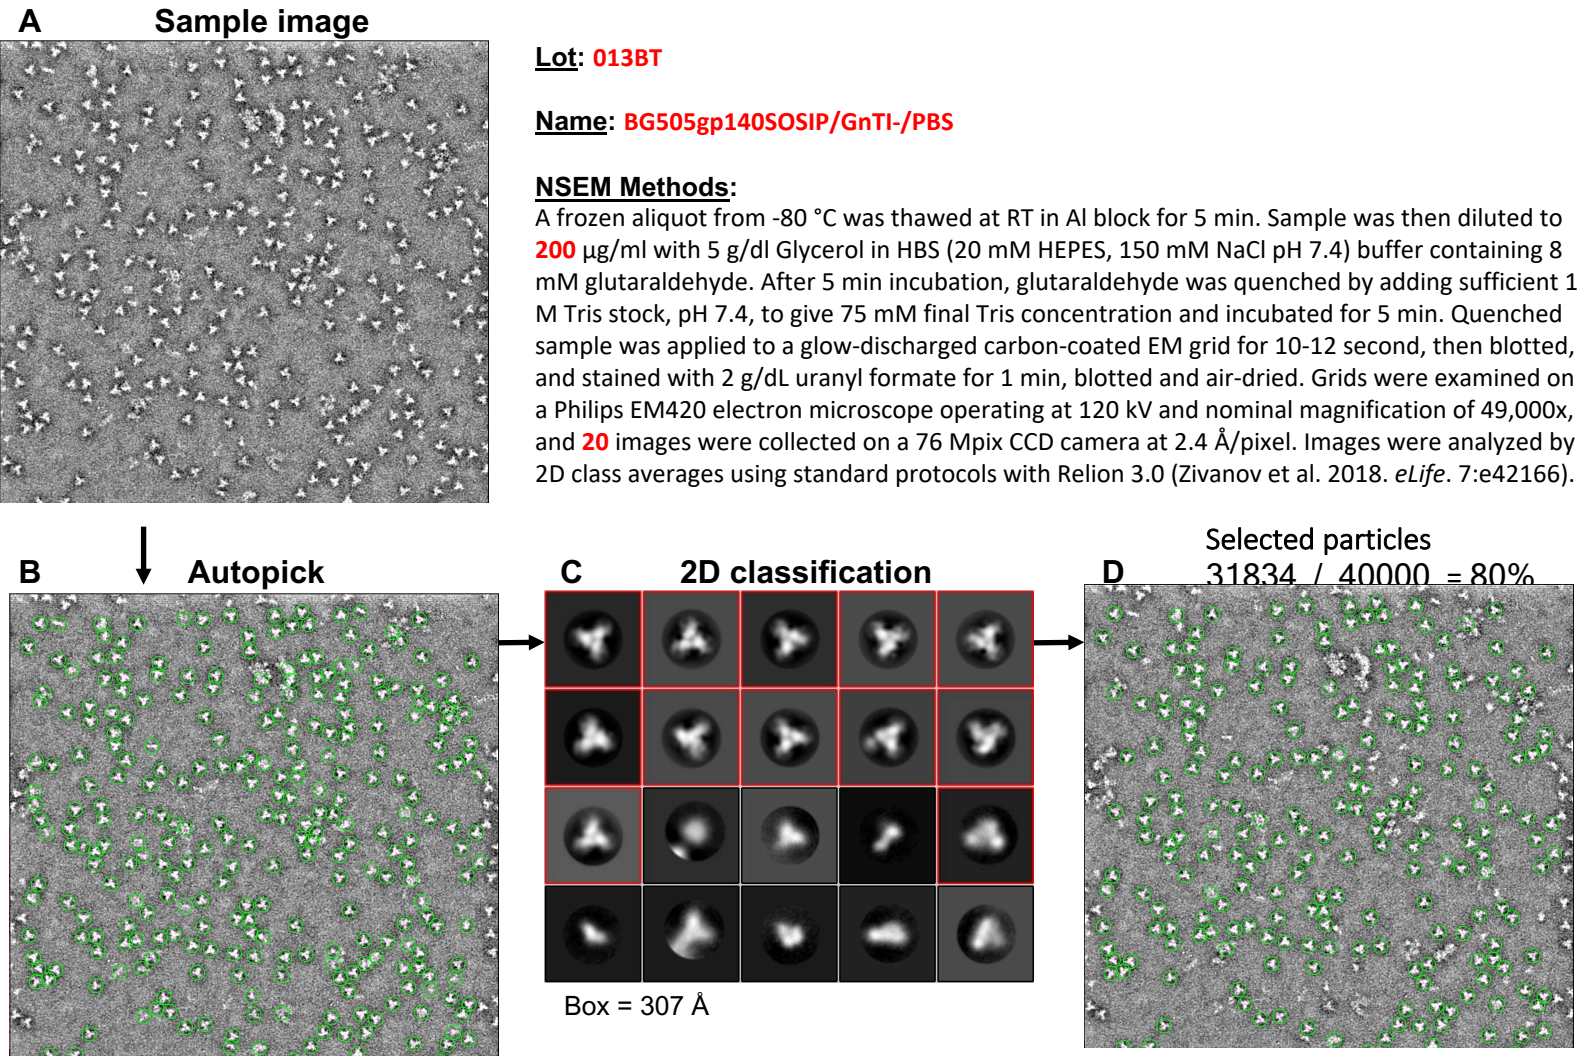 A
Sample image
Lot: 013BT
Name: BG505gp140SOSIP/GnTI-/PBS
NSEM Methods:
A frozen aliquot from -80 °C was thawed at RT in Al block for 5 min. Sample was then diluted to
200 µg/ml with 5 g/dl Glycerol in HBS (20 mM HEPES, 150 mM NaCl pH 7.4) buffer containing 8
mM glutaraldehyde. After 5 min incubation, glutaraldehyde was quenched by adding sufficient 1
M Tris stock, pH 7.4, to give 75 mM final Tris concentration and incubated for 5 min. Quenched
sample was applied to a glow-discharged carbon-coated EM grid for 10-12 second, then blotted,
and stained with 2 g/dL uranyl formate for 1 min, blotted and air-dried. Grids were examined on
a Philips EM420 electron microscope operating at 120 kV and nominal magnification of 49,000x,
and 20 images were collected on a 76 Mpix CCD camera at 2.4 Å/pixel. Images were analyzed by
2D class averages using standard protocols with Relion 3.0 (Zivanov et al. 2018. eLife. 7:e42166).
B
Autopick
C
2D classification
Box = 307 Å
D
Selected particles
31834 / 40000 = 80%